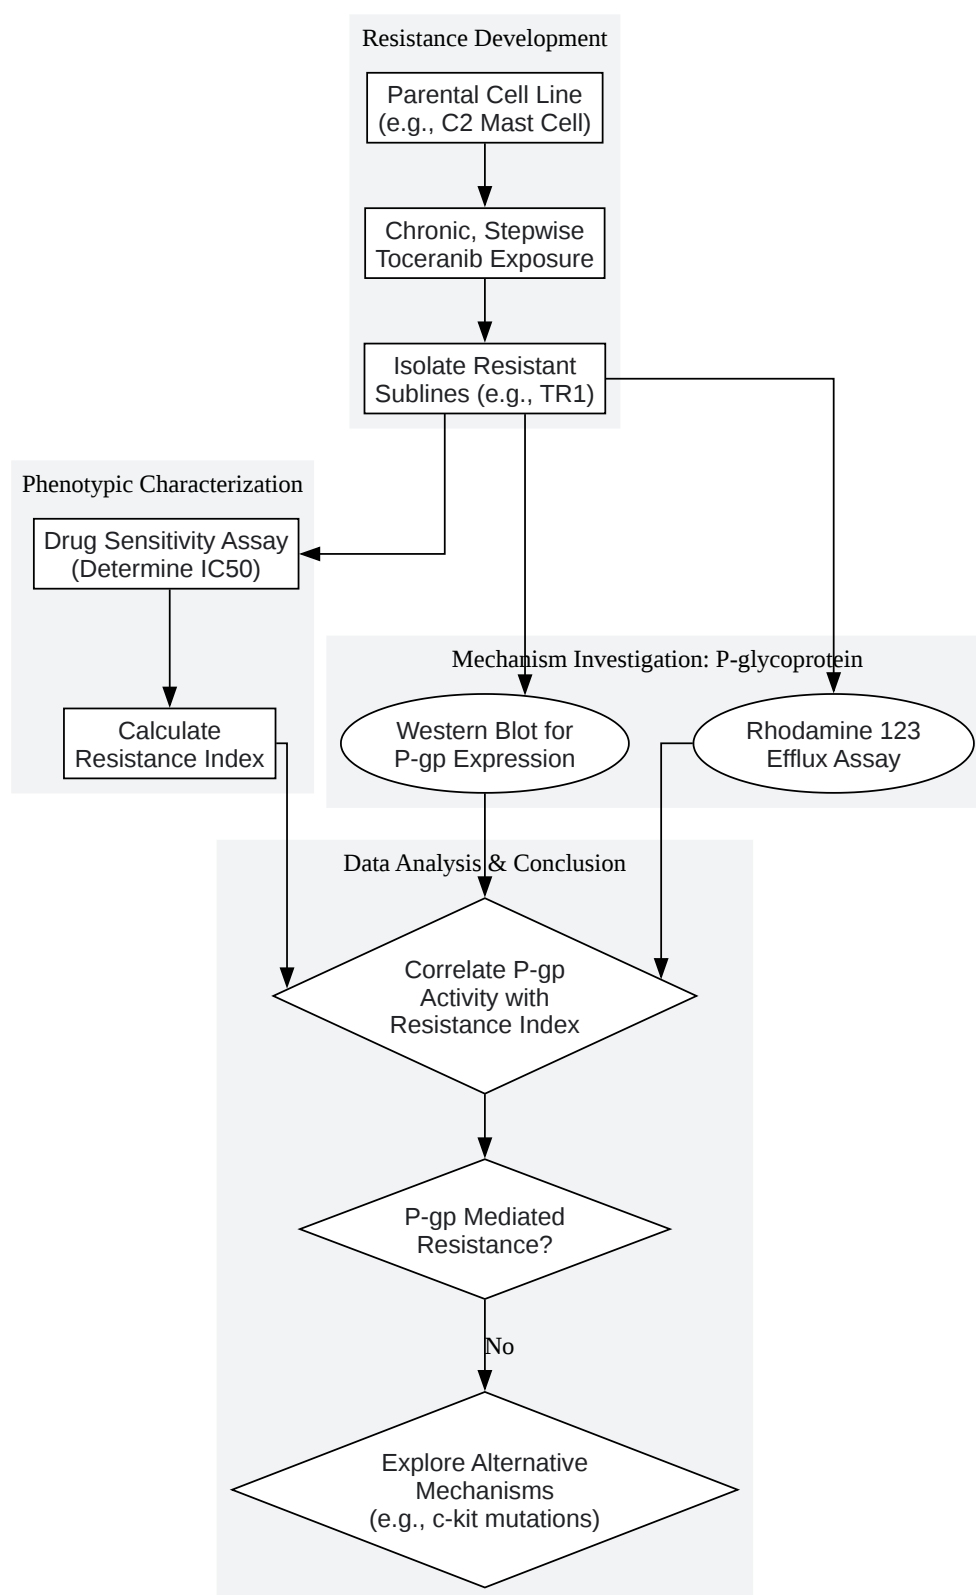 Resistance Development
Parental Cell Line
(e.g., C2 Mast Cell)
Chronic, Stepwise
Toceranib Exposure
Isolate Resistant
Sublines (e.g., TR1)
Phenotypic Characterization
Drug Sensitivity Assay
(Determine IC50)
Calculate
Resistance Index
Mechanism Investigation: P-glycoprotein
Western Blot for
P-gp Expression
Rhodamine 123
Efflux Assay
Data Analysis & Conclusion
Correlate P-gp
Activity with
Resistance Index
P-gp Mediated
Resistance?
No
Explore Alternative
Mechanisms
(e.g., c-kit mutations)